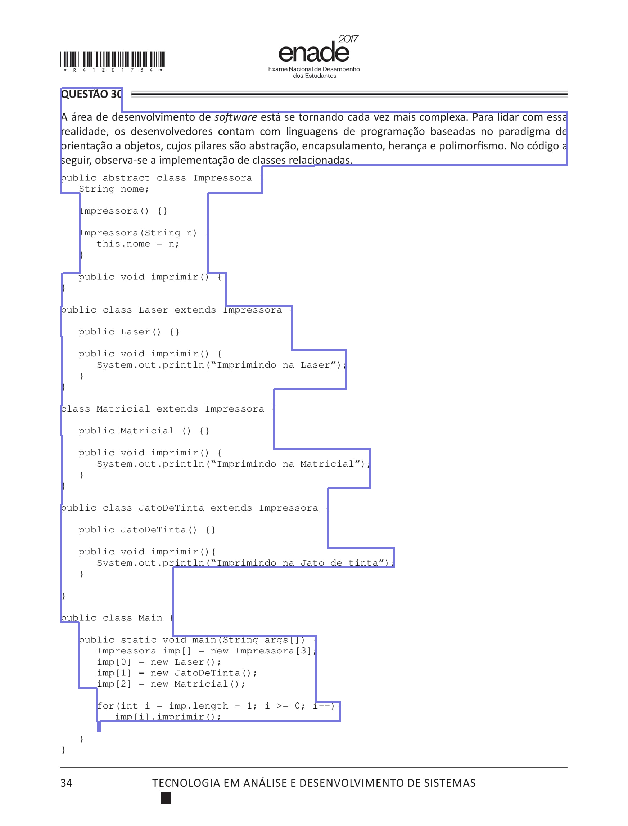 *R4120173 4*
2017
enade
Exame Nacional de Desempenho
dos Estudantes
QUESTÃO 30
A área de desenvolvimento de software está se tornando cada vez mais complexa. Para lidar com essa
realidade, os desenvolvedores contam com linguagens de programação baseadas no paradigma de
orientação a objetos, cujos pilares são abstração, encapsulamento, herança e polimorfismo. No código a
seguir, observa-se a implementação de classes relacionadas.
public abstract class Impressora
String nome;
Impressora() {}
Impressora(String n)
this.nome = n;
}
public void imprimir() {
}
public class Laser extends Impressora
public Laser() {}
public void imprimir() {
System.out.println(“Imprimindo na Laser”);
}
}
class Matricial extends Impressora
public Matricial () {}
public void imprimir() {
System.out.println(“Imprimindo na Matricial”);
}
}
public class JatoDeTinta extends Impressora
public JatoDeTinta() {}
public void imprimir(){
System.out.println(“Imprimindo na Jato de tinta”);
}
}
public class Main {
public static void main(String args[])
Impressora imp[] = new Impressora[3];
imp[0] = new Laser();
imp[1] = new JatoDeTinta();
imp[2] = new Matricial();
for(int i = imp.length - 1; i >= 0; i--)
imp[i].imprimir();
}
}
34
TECNOLOGIA EM ANÁLISE E DESENVOLVIMENTO DE SISTEMAS